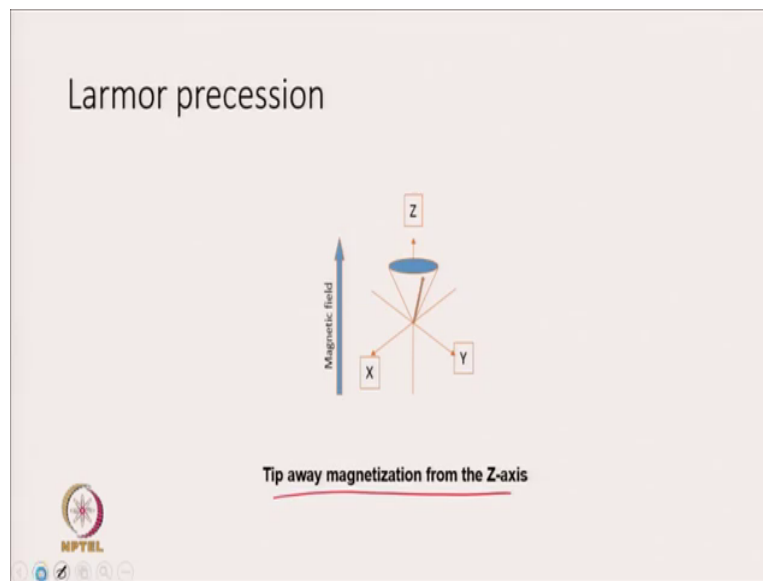 Larmor precession
Z
Magnetic field
X
Y
Tip away magnetization from the Z-axis
NPTEL